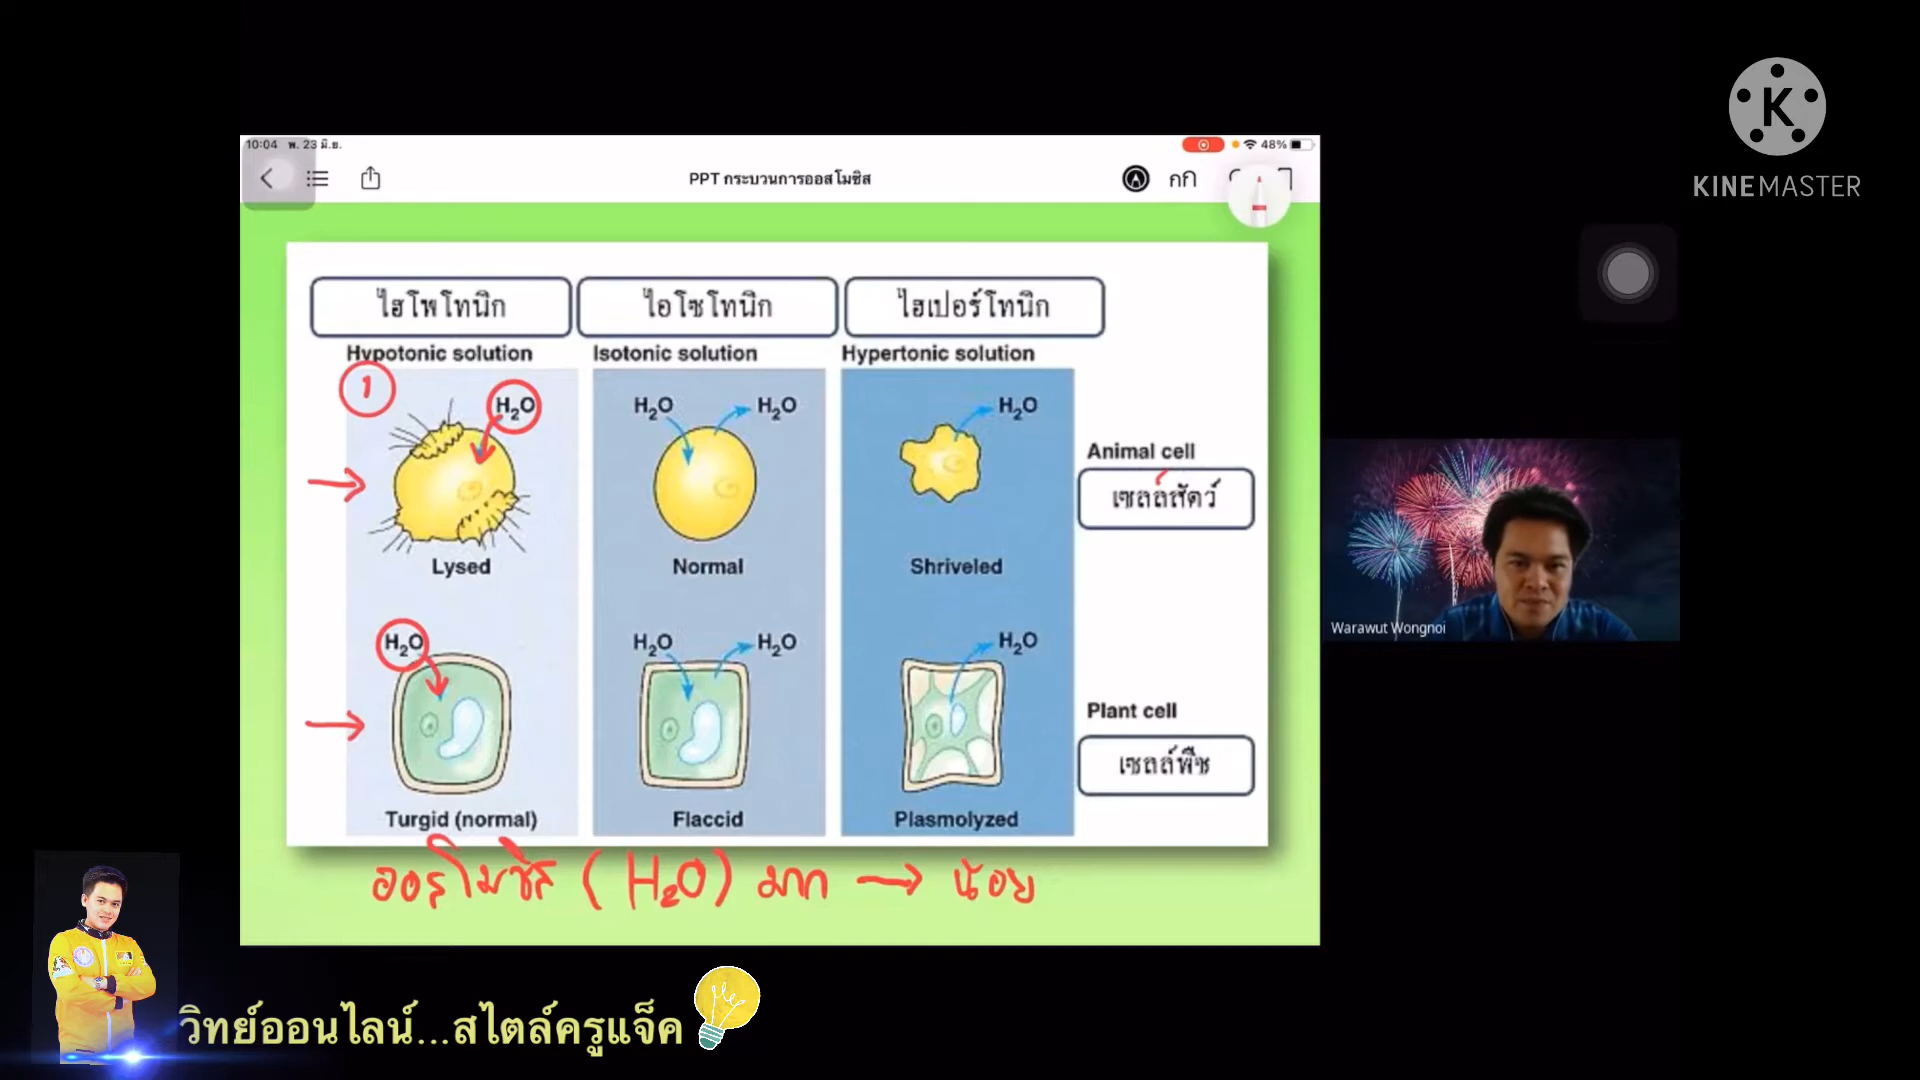 KINEMASTER
10:04 พ. 23 มิ.ย.
48%
PPT กระบวนการออสโมซิส
กก
ไฮโพโทนิก
ไอโซโทนิก
ไฮเปอร์โทนิก
Hypotonic solution
Isotonic solution
Hypertonic solution
1
H₂O
H₂O
H₂O
H₂O
Animal cell
เซลล์สัตว์
Lysed
Normal
Shriveled
H₂O
H₂O
H₂O
H₂O
Plant cell
เซลล์พืช
Turgid (normal)
Flaccid
Plasmolyzed
ออสโมซิส (H₂O) มาก → น้อย
Warawut Wongnoi
วิทย์ออนไลน์...สไตล์ครูแจ็ค